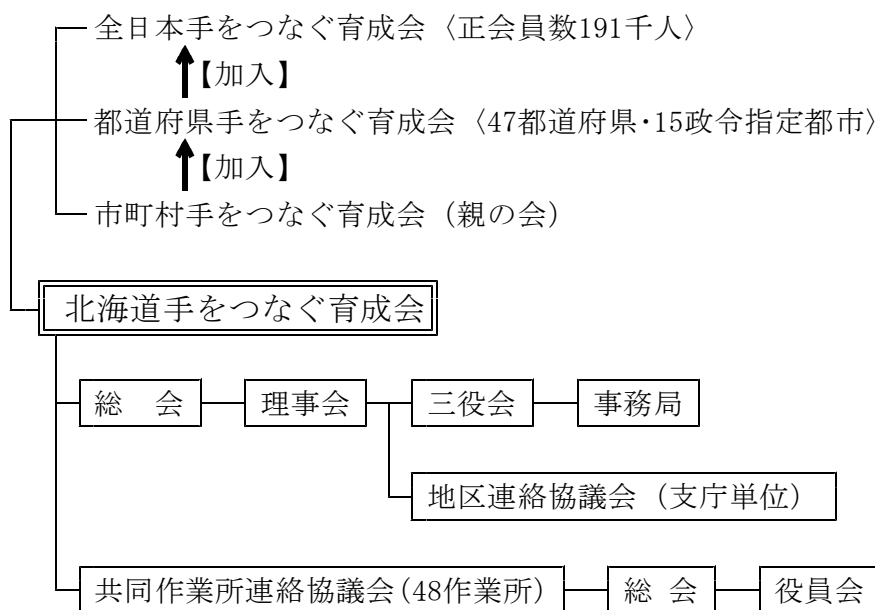 全日本手をつなぐ育成会〈正会員数191千人〉
【加入】
都道府県手をつなぐ育成会〈47都道府県・15政令指定都市〉
【加入】
市町村手をつなぐ育成会(親の会)
北海道手をつなぐ育成会
総　会 理事会 三役会 事務局
地区連絡協議会(支庁単位)
共同作業所連絡協議会(48作業所) 総 会 役員会